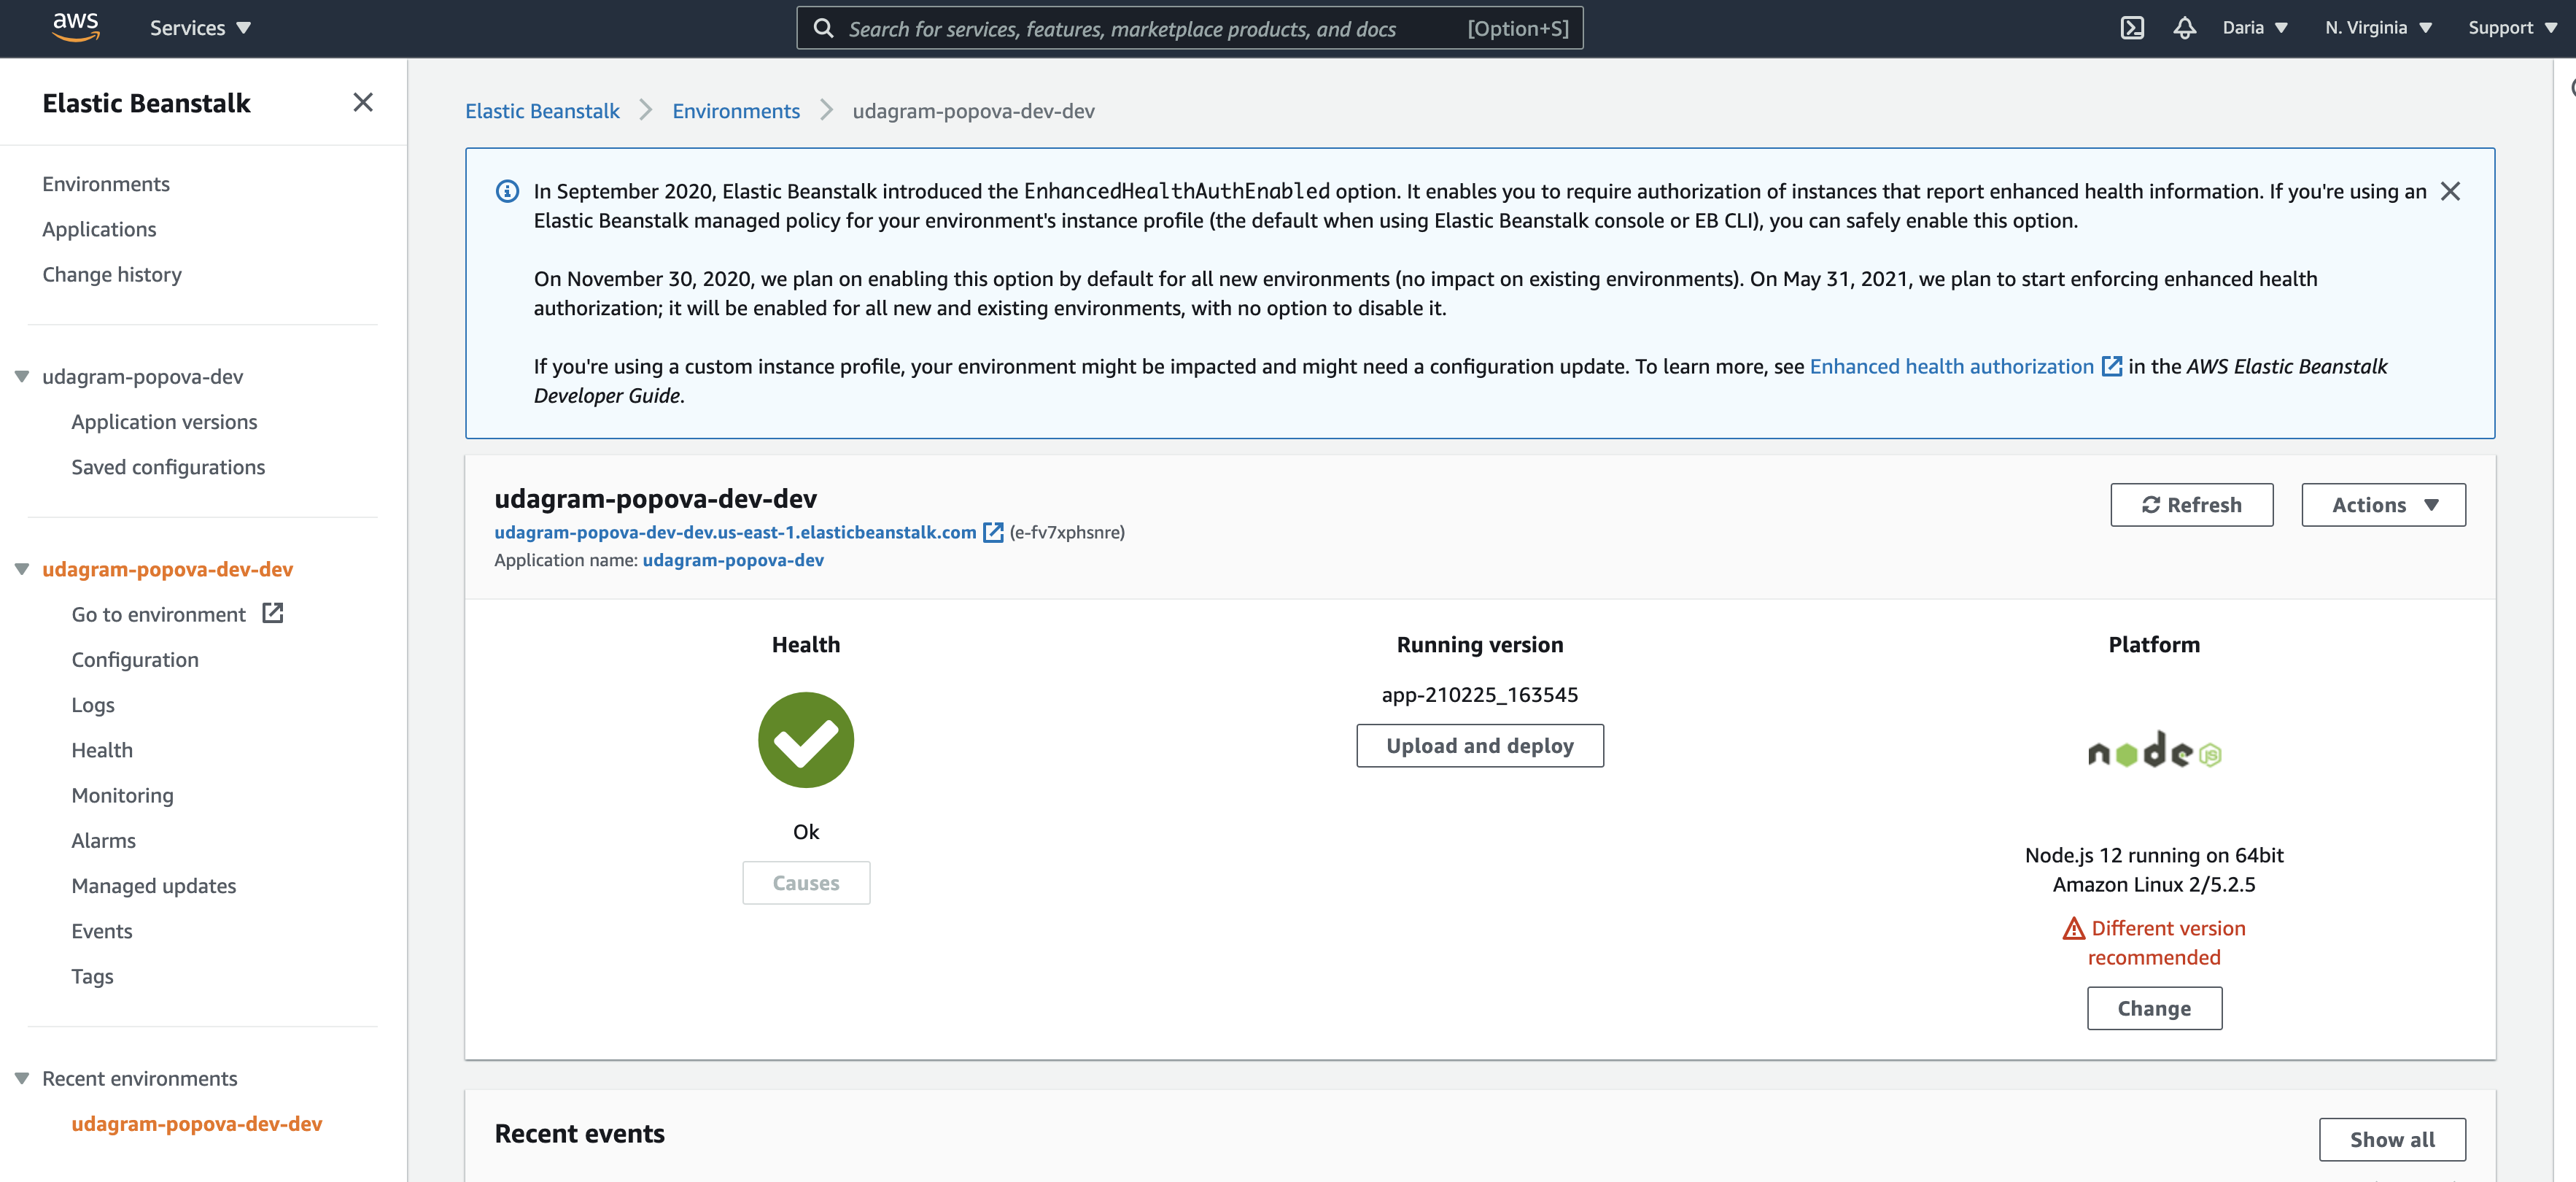 aws
Services
Search for services, features, marketplace products, and docs
[Option+S]
Daria
N. Virginia
Support
Elastic Beanstalk
Environments
Applications
Change history
udagram-popova-dev
Application versions
Saved configurations
udagram-popova-dev-dev
Go to environment
Configuration
Logs
Health
Monitoring
Alarms
Managed updates
Events
Tags
Recent environments
udagram-popova-dev-dev
Elastic Beanstalk
Environments
udagram-popova-dev-dev
In September 2020, Elastic Beanstalk introduced the EnhancedHealthAuthEnabled option. It enables you to require authorization of instances that report enhanced health information. If you're using an
Elastic Beanstalk managed policy for your environment's instance profile (the default when using Elastic Beanstalk console or EB CLI), you can safely enable this option.
On November 30, 2020, we plan on enabling this option by default for all new environments (no impact on existing environments). On May 31, 2021, we plan to start enforcing enhanced health
authorization; it will be enabled for all new and existing environments, with no option to disable it.
If you're using a custom instance profile, your environment might be impacted and might need a configuration update. To learn more, see Enhanced health authorization in the AWS Elastic Beanstalk
Developer Guide.
udagram-popova-dev-dev
udagram-popova-dev-dev.us-east-1.elasticbeanstalk.com (e-fv7xphsnre)
Application name: udagram-popova-dev
Refresh
Actions
Health
Ok
Causes
Running version
app-210225_163545
Upload and deploy
Platform
node JS
Node.js 12 running on 64bit
Amazon Linux 2/5.2.5
Different version
recommended
Change
Recent events
Show all